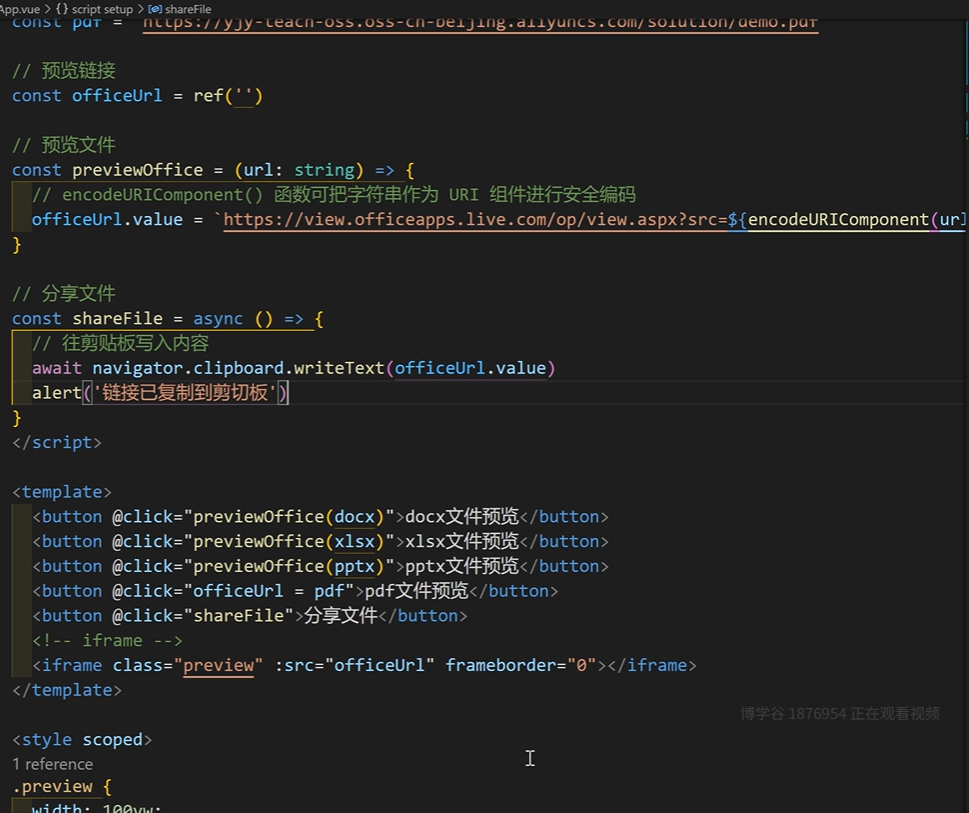 App.vue > {} script setup > shareFile
const pdf = 'https://yjy-teach-oss.oss-cn-beijing.aliyuncs.com/solution/demo.pdf'
// 预览链接
const officeUrl = ref('')
// 预览文件
const previewOffice = (url: string) => {
// encodeURIComponent() 函数可把字符串作为 URI 组件进行安全编码
officeUrl.value = `https://view.officeapps.live.com/op/view.aspx?src=${encodeURIComponent(url
}
// 分享文件
const shareFile = async () => {
// 往剪贴板写入内容
await navigator.clipboard.writeText(officeUrl.value)
alert('链接已复制到剪切板')
}
</script>
<template>
<button @click="previewOffice(docx)">docx文件预览</button>
<button @click="previewOffice(xlsx)">xlsx文件预览</button>
<button @click="previewOffice(pptx)">pptx文件预览</button>
<button @click="officeUrl = pdf">pdf文件预览</button>
<button @click="shareFile">分享文件</button>
<!-- iframe -->
<iframe class="preview" :src="officeUrl" frameborder="0"></iframe>
</template>
博学谷 1876954 正在观看视频
<style scoped>
1 reference
.preview {
width: 100vw;